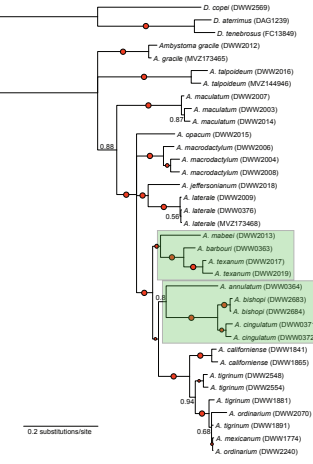 D. copei (DWW2569)
D. aterrimus (DAG1239)
D. tenebrosus (FC13849)
Ambystoma gracile (DWW2012)
A. gracile (MVZ173465)
A. talpoideum (DWW2016)
A. talpoideum (MVZ144946)
A. maculatum (DWW2007)
A. maculatum (DWW2003)
0.87
A. maculatum (DWW2014)
A. opacum (DWW2015)
0.88
A. macrodactylum (DWW2006)
A. macrodactylum (DWW2004)
A. macrodactylum (DWW2008)
A. jeffersonianum (DWW2018)
A. laterale (DWW2009)
A. laterale (DWW0376)
0.56
A. laterale (MVZ173468)
A. mabeei (DWW2013)
A. barbouri (DWW0363)
A. texanum (DWW2017)
A. texanum (DWW2019)
A. annulatum (DWW0364)
0.8
A. bishopi (DWW2683)
A. bishopi (DWW2684)
A. cingulatum (DWW037
A. cingulatum (DWW0372
A. californiense (DWW1841)
A. californiense (DWW1865)
A. tigrinum (DWW2548)
A. tigrinum (DWW2554)
0.94
A. tigrinum (DWW1881)
A. ordinarium (DWW2070)
A. tigrinum (DWW1891)
0.68
A. mexicanum (DWW1774)
A. ordinarium (DWW2240)
0.2 substitutions/site